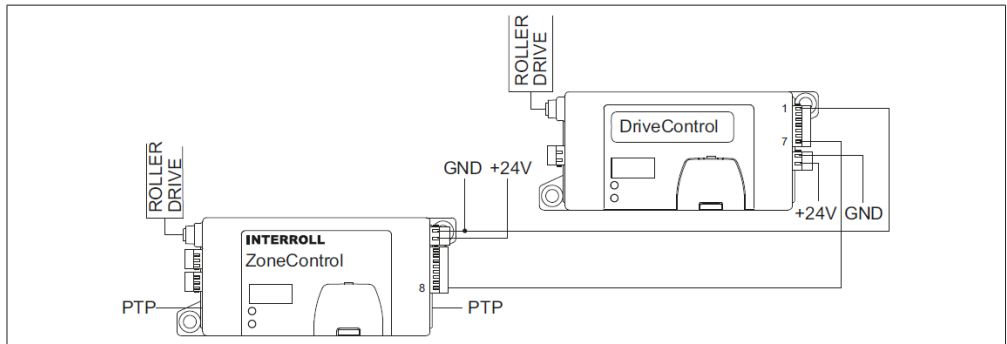 ROLLER
DRIVE
1
DriveControl
7
GND +24V
+24V GND
ROLLER
DRIVE
INTERROLL
ZoneControl
8
PTP
PTP